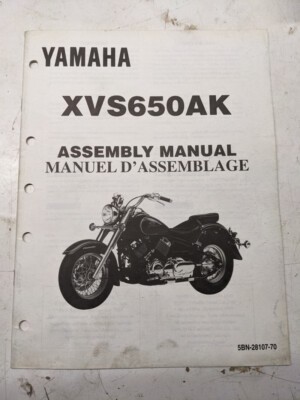 YAMAHA
XVS650AK
ASSEMBLY MANUAL
MANUEL D'ASSEMBLAGE
5BN-28107-70